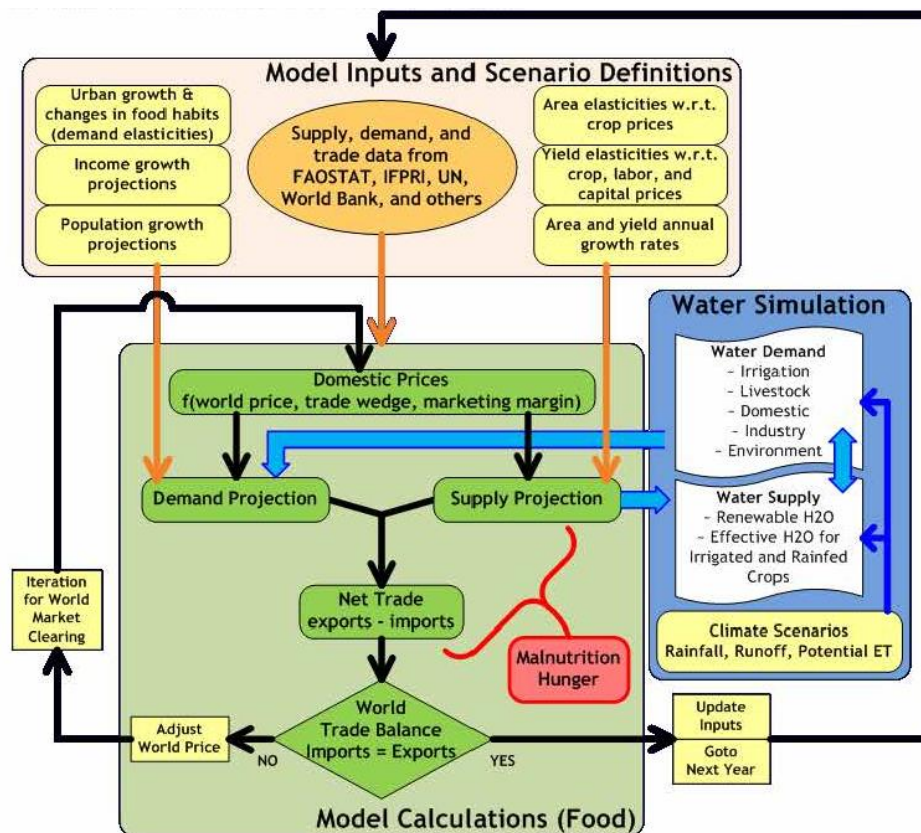 Model Inputs and Scenario Definitions
Urban growth &
changes in food habits
(demand elasticities)
Income growth
projections
Population growth
projections
Supply, demand, and
trade data from
FAOSTAT, IFPRI, UN,
World Bank, and others
Area elasticities w.r.t.
crop prices
Yield elasticities w.r.t.
crop, labor, and
capital prices
Area and yield annual
growth rates
Water Simulation
Water Demand
- Irrigation
- Livestock
- Domestic
- Industry
- Environment
Water Supply
- Renewable H2O
- Effective H2O for
Irrigated and Rainfed
Crops
Climate Scenarios
Rainfall, Runoff, Potential ET
Domestic Prices
f(world price, trade wedge, marketing margin)
Demand Projection
Supply Projection
Net Trade
exports - imports
Malnutrition
Hunger
World
Trade Balance
Imports = Exports
NO
YES
Iteration
for World
Market
Clearing
Adjust
World Price
Update
Inputs
Goto
Next Year
Model Calculations (Food)